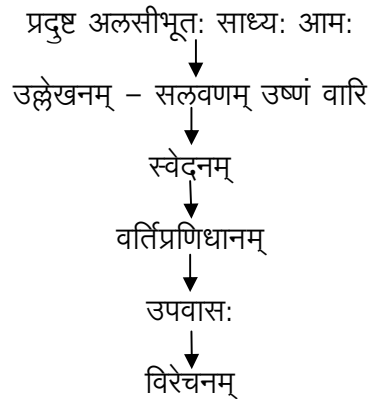 प्रदुष्ट अलसीभूत: साध्य: आम:
उल्लेखनम् – सलवणम् उष्णं वारि
स्वेदनम्
वर्तिप्रणिधानम्
उपवास:
विरेचनम्